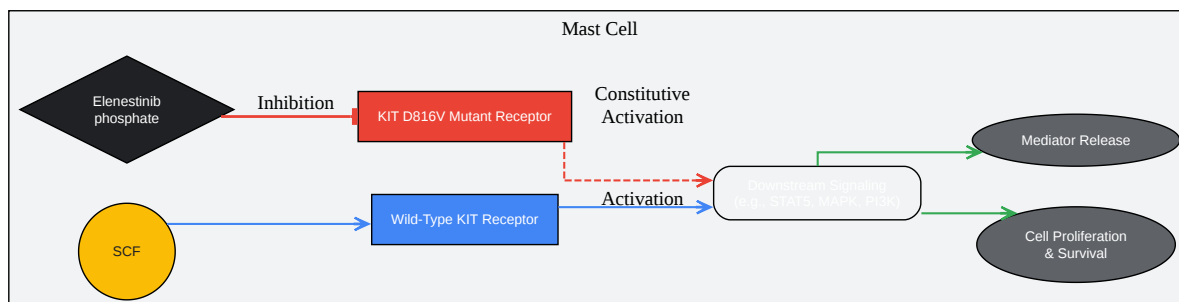 Mast Cell
Elenestinib
phosphate
Inhibition
KIT D816V Mutant Receptor
Constitutive
Activation
Mediator Release
Downstream Signaling
(e.g., STAT5, MAPK, PI3K)
Activation
Wild-Type KIT Receptor
SCF
Cell Proliferation
& Survival